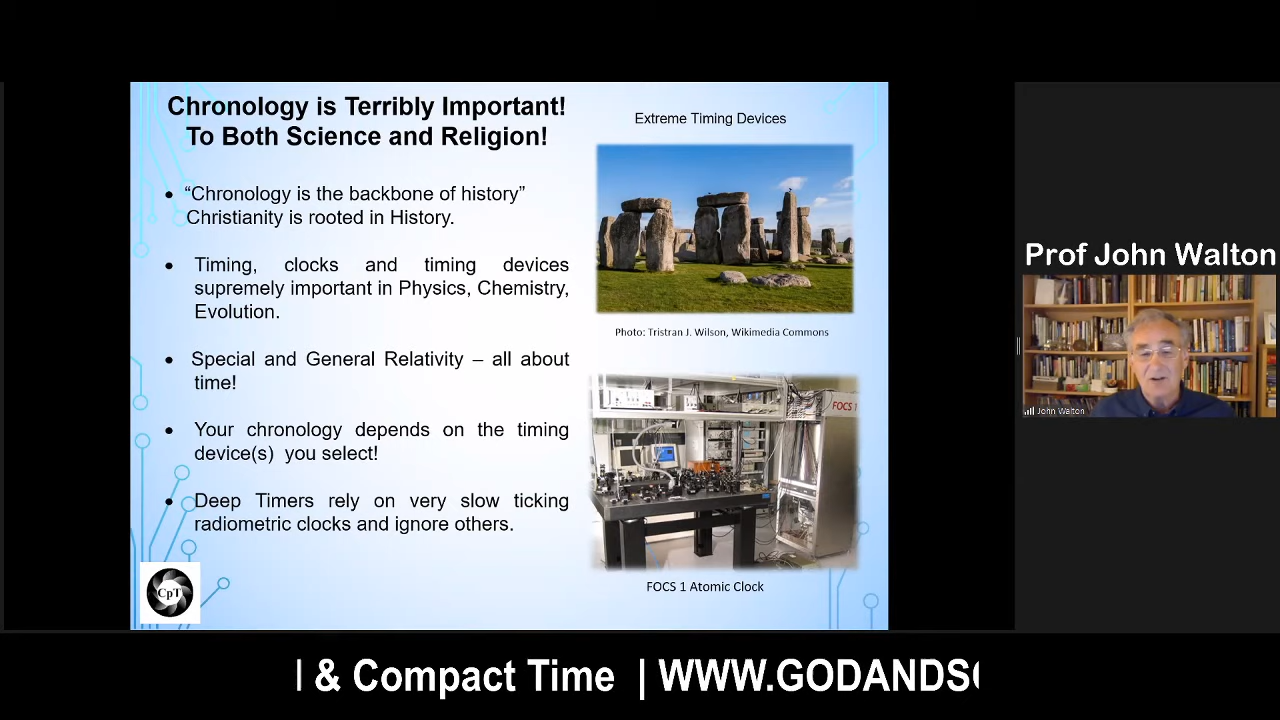 Chronology is Terribly Important!
To Both Science and Religion!
• “Chronology is the backbone of history”
Christianity is rooted in History.
• Timing, clocks and timing devices
supremely important in Physics, Chemistry,
Evolution.
• Special and General Relativity – all about
time!
• Your chronology depends on the timing
device(s) you select!
• Deep Timers rely on very slow ticking
radiometric clocks and ignore others.
CpT
Extreme Timing Devices
Photo: Tristran J. Wilson, Wikimedia Commons
FOCS 1
FOCS 1 Atomic Clock
Prof John Walton
John Walton
& Compact Time | WWW.GODANDS